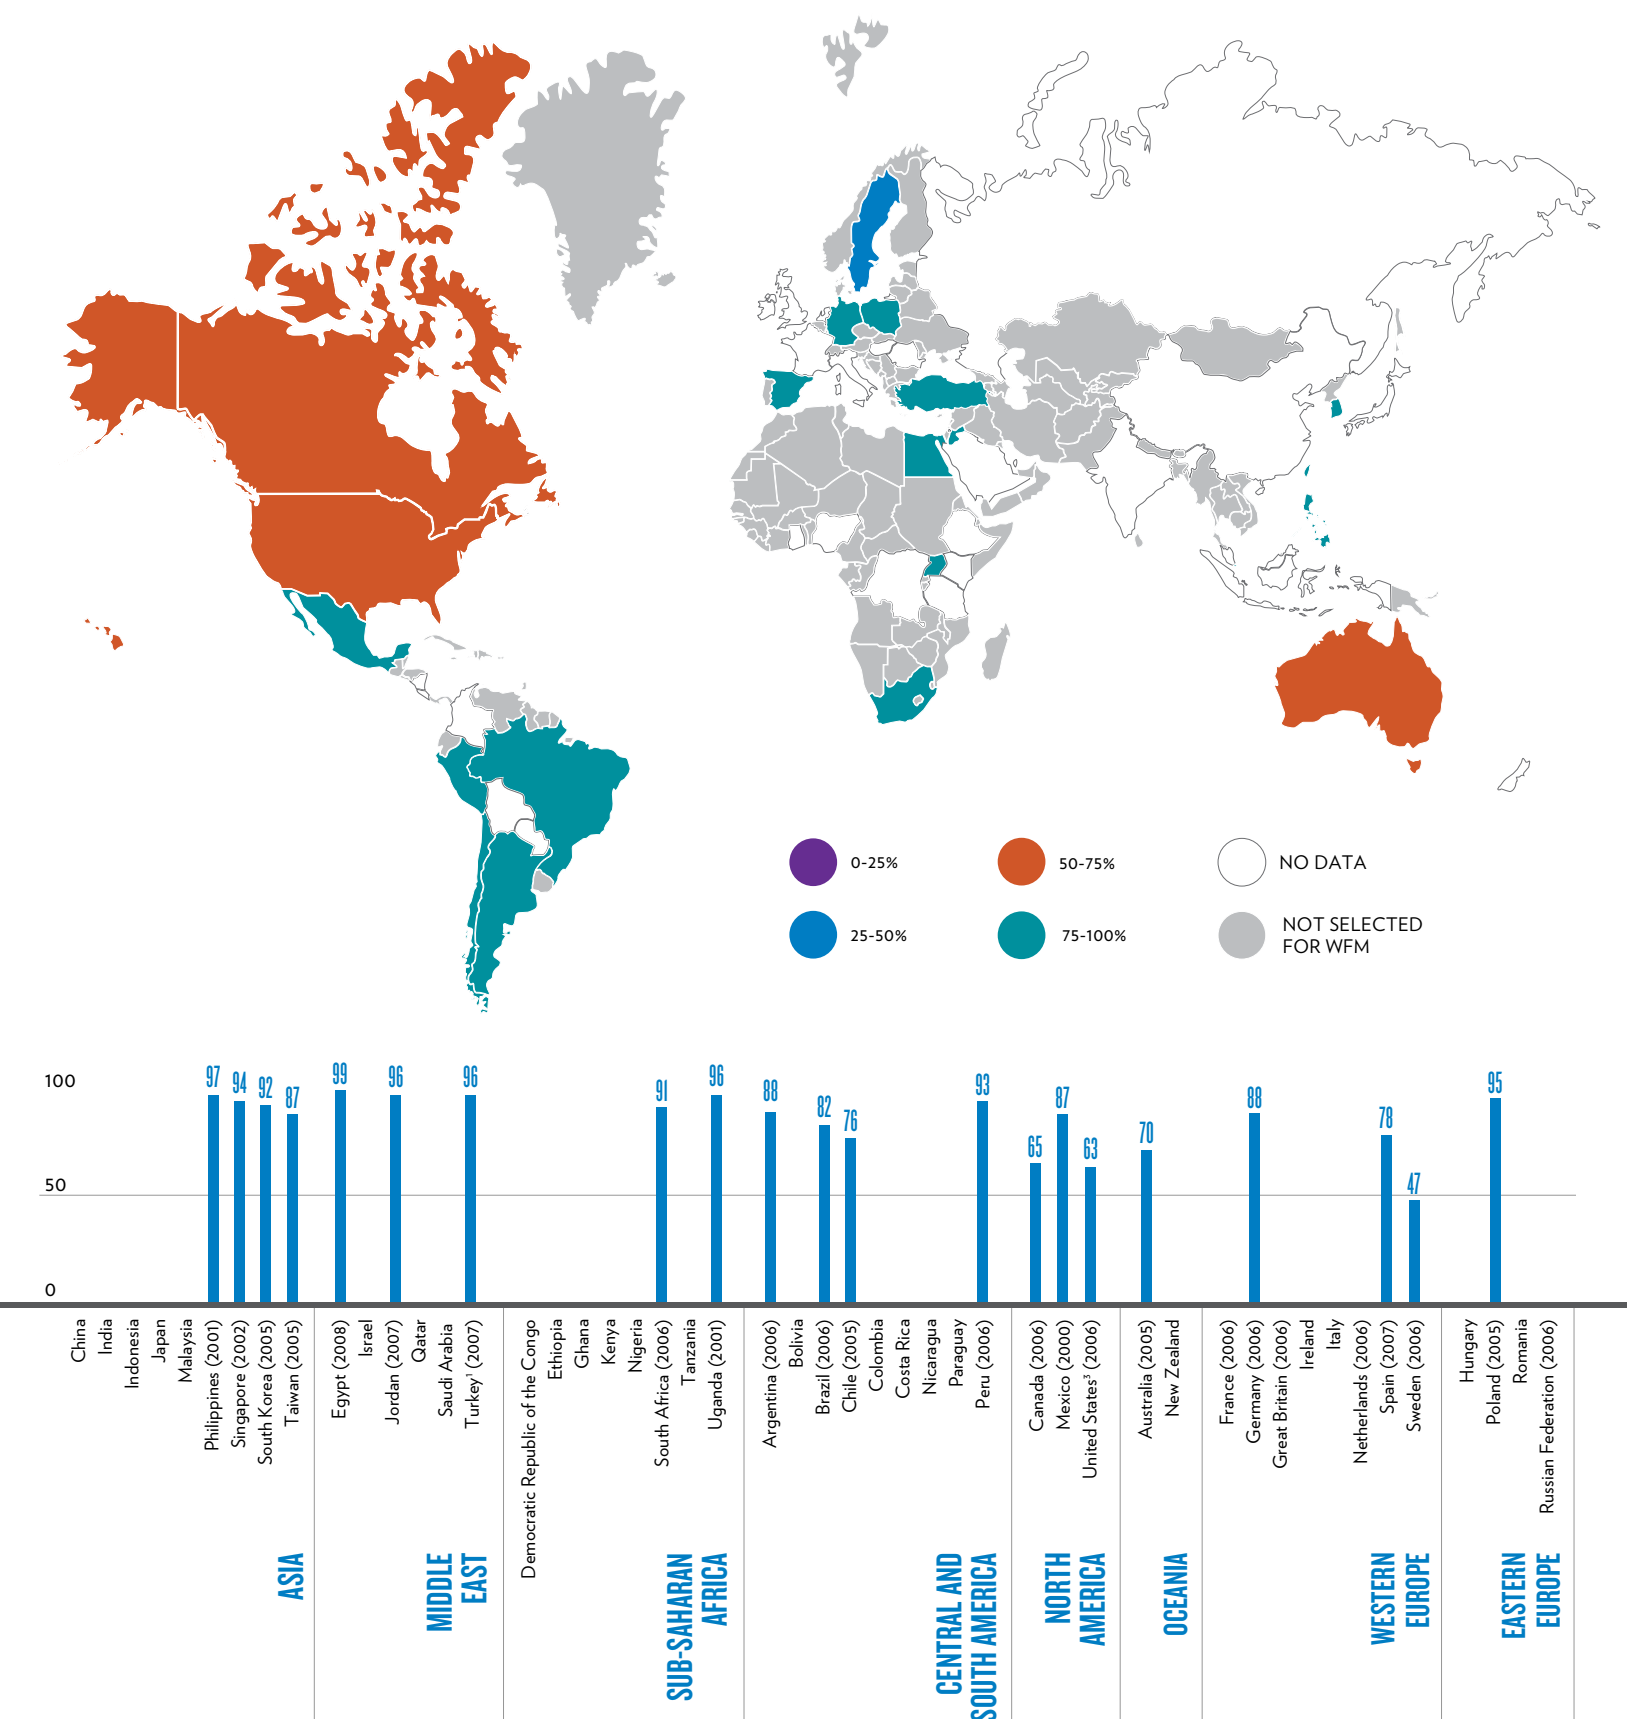 0-25%
50-75%
NO DATA
25-50%
75-100%
NOT SELECTED
FOR WFM
100
50
0
97
94
92
87
99
96
96
91
96
88
82
76
93
65
87
63
70
88
78
47
95
China
India
Indonesia
Japan
Malaysia
Philippines (2001)
Singapore (2002)
South Korea (2005)
Taiwan (2005)
Egypt (2008)
Israel
Jordan (2007)
Qatar
Saudi Arabia
Turkey¹ (2007)
Democratic Republic of the Congo
Ethiopia
Ghana
Kenya
Nigeria
South Africa (2006)
Tanzania
Uganda (2001)
Argentina (2006)
Bolivia
Brazil (2006)
Chile (2005)
Colombia
Costa Rica
Nicaragua
Paraguay
Peru (2006)
Canada (2006)
Mexico (2000)
United States³ (2006)
Australia (2005)
New Zealand
France (2006)
Germany (2006)
Great Britain (2006)
Ireland
Italy
Netherlands (2006)
Spain (2007)
Sweden (2006)
Hungary
Poland (2005)
Romania
Russian Federation (2006)
ASIA
MIDDLE
EAST
SUB-SAHARAN
AFRICA
CENTRAL AND
SOUTH AMERICA
NORTH
AMERICA
OCEANIA
WESTERN
EUROPE
EASTERN
EUROPE